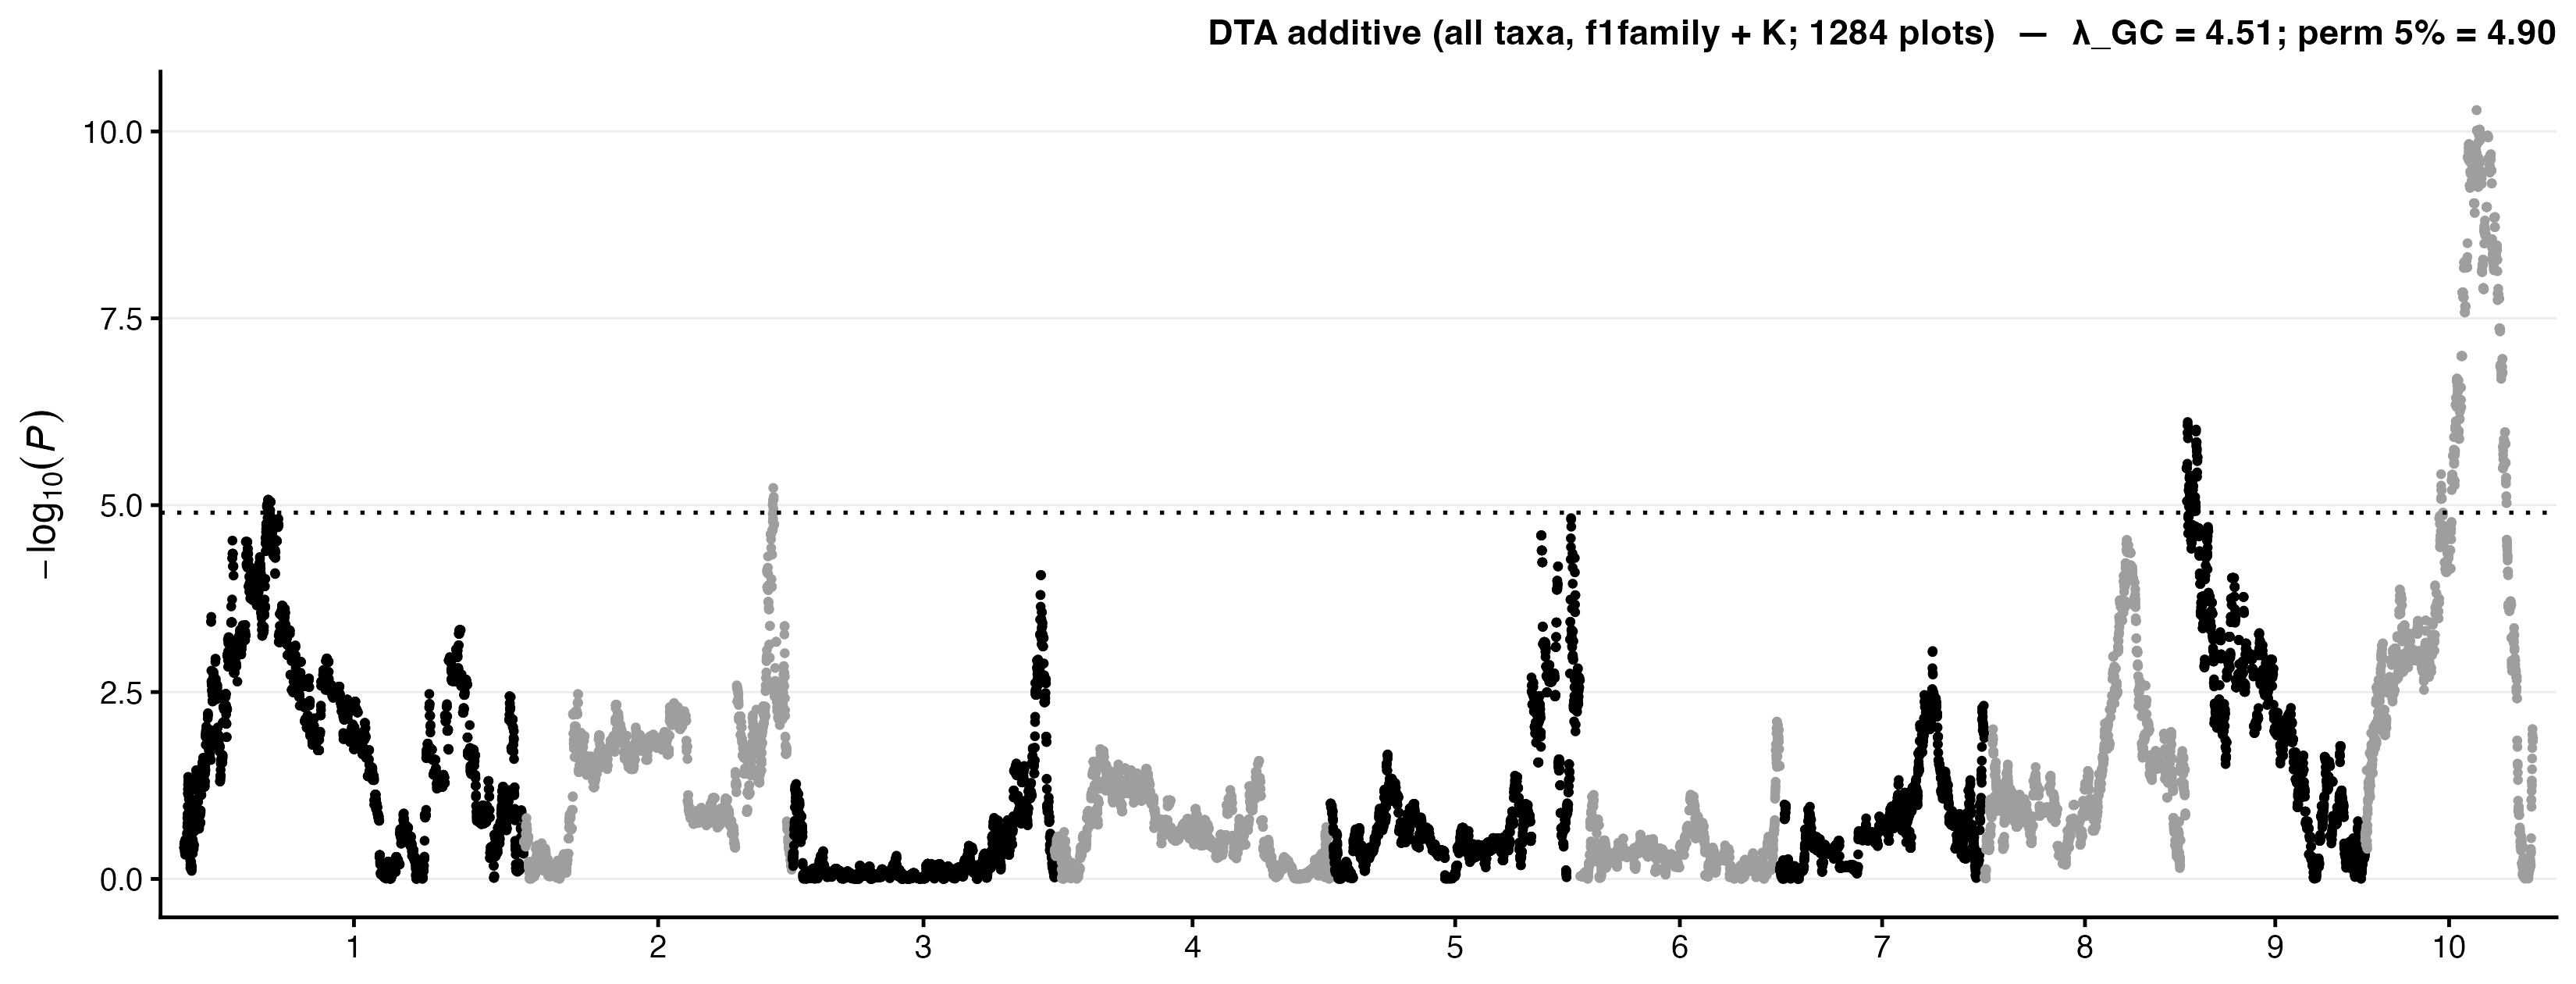 DTA additive (all taxa, f1family + K; 1284 plots) — λ_GC = 4.51; perm 5% = 4.90
−log10(P)
10.0
7.5
5.0
2.5
0.0
1 2 3 4 5 6 7 8 9 10